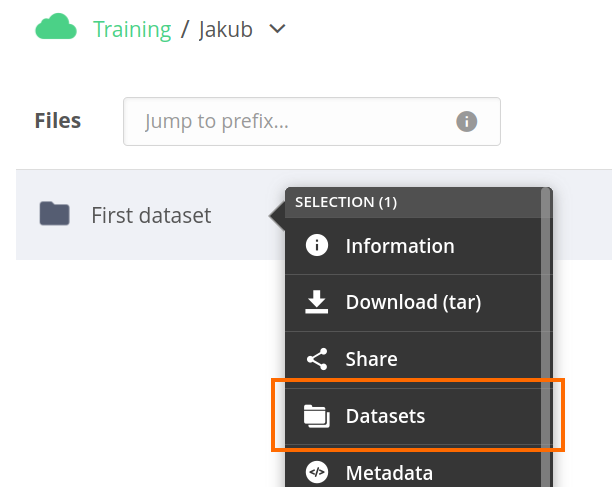 Training / Jakub
Files
Jump to prefix...
First dataset
SELECTION (1)
Information
Download (tar)
Share
Datasets
Metadata